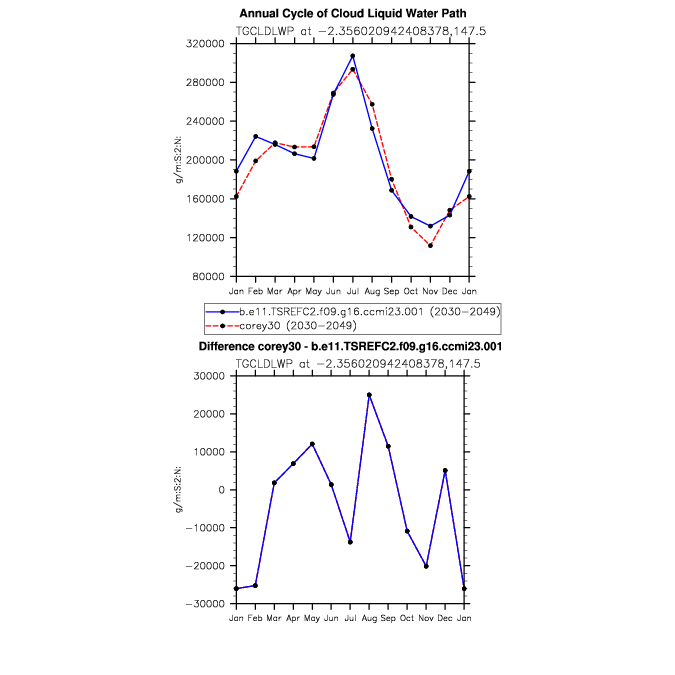 Annual Cycle of Cloud Liquid Water Path
TGCLDLWP at −2.356020942408378,147.5
320000
280000
240000
200000
160000
120000
80000
g/m:S:2:N:
Jan Feb Mar Apr May Jun Jul Aug Sep Oct Nov Dec Jan
b.e11.TSREFC2.f09.g16.ccmi23.001 (2030−2049)
corey30 (2030−2049)
Difference corey30 - b.e11.TSREFC2.f09.g16.ccmi23.001
TGCLDLWP at −2.356020942408378,147.5
30000
20000
10000
0
−10000
−20000
−30000
g/m:S:2:N:
Jan Feb Mar Apr May Jun Jul Aug Sep Oct Nov Dec Jan